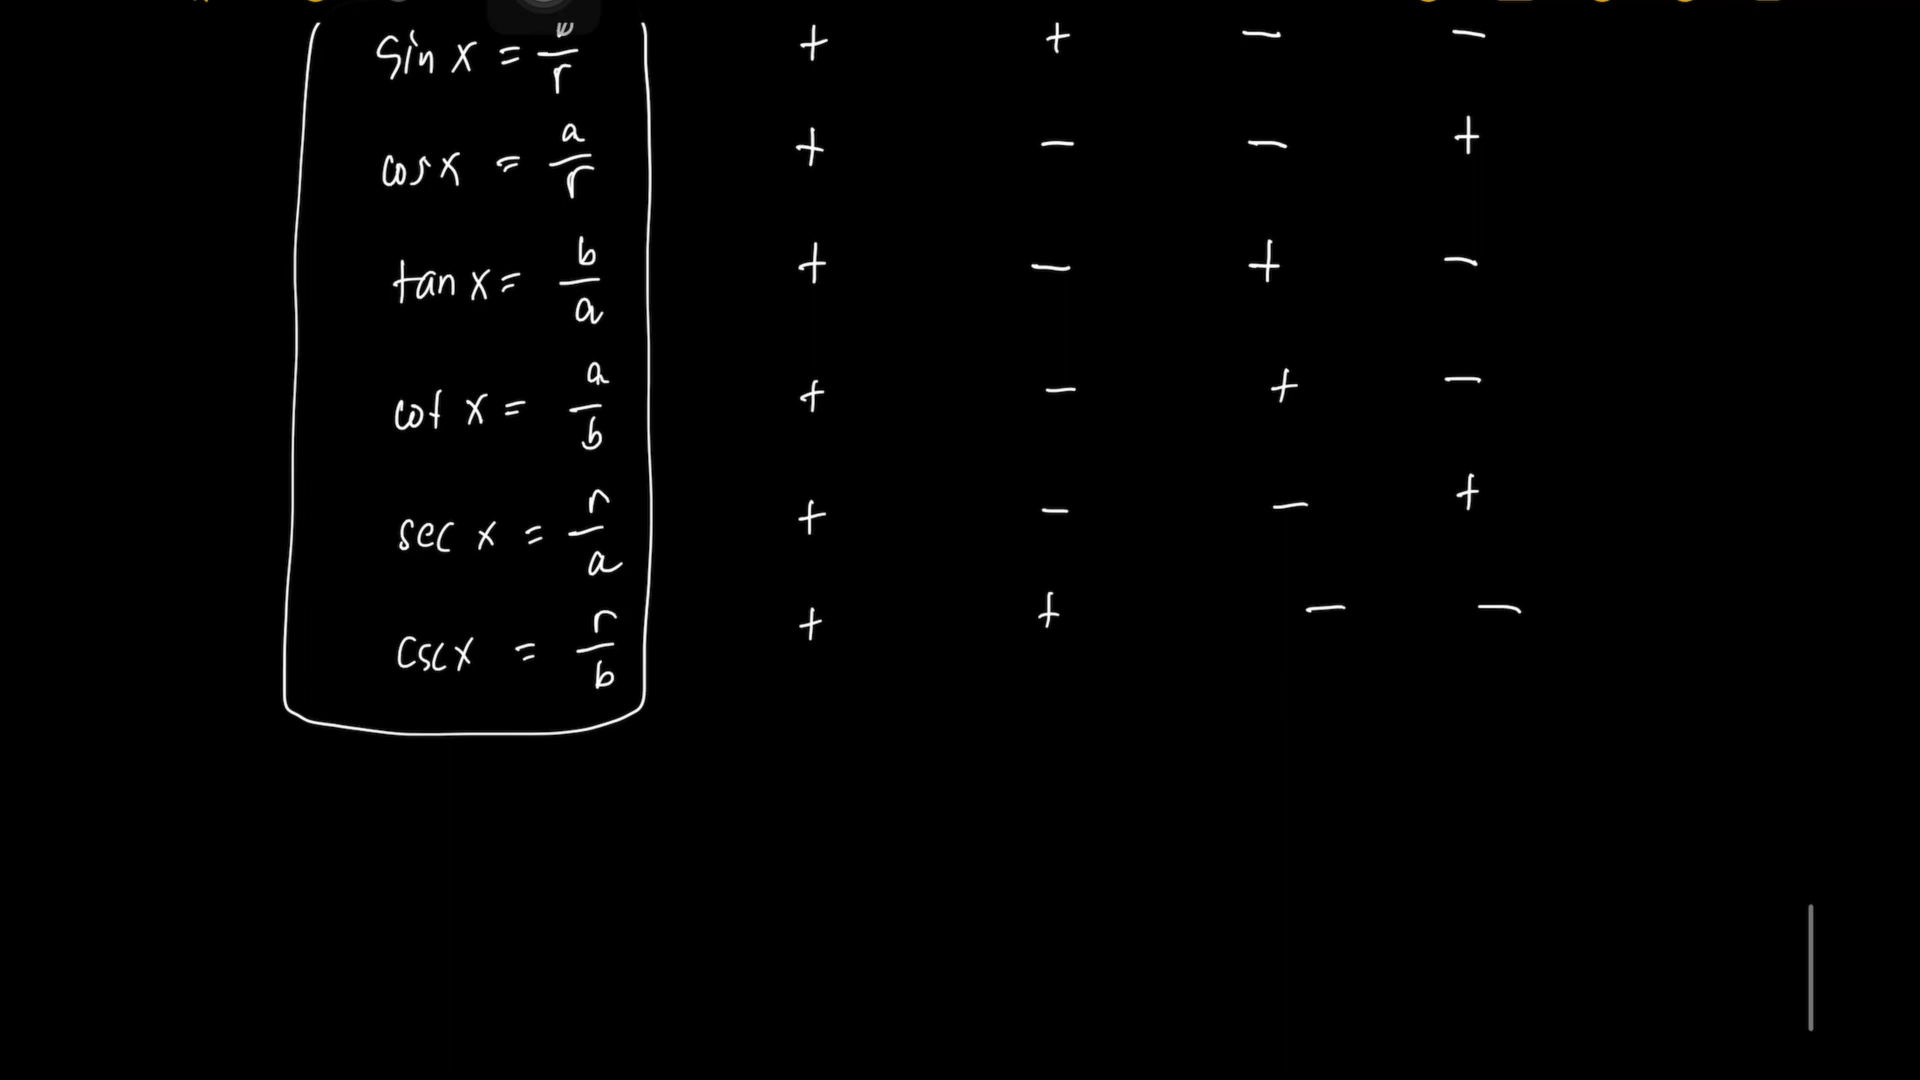 sin x = b/r + + − −
cos x = a/r + − − +
tan x = b/a + − + −
cot x = a/b + − + −
sec x = r/a + − − +
csc x = r/b + + − −